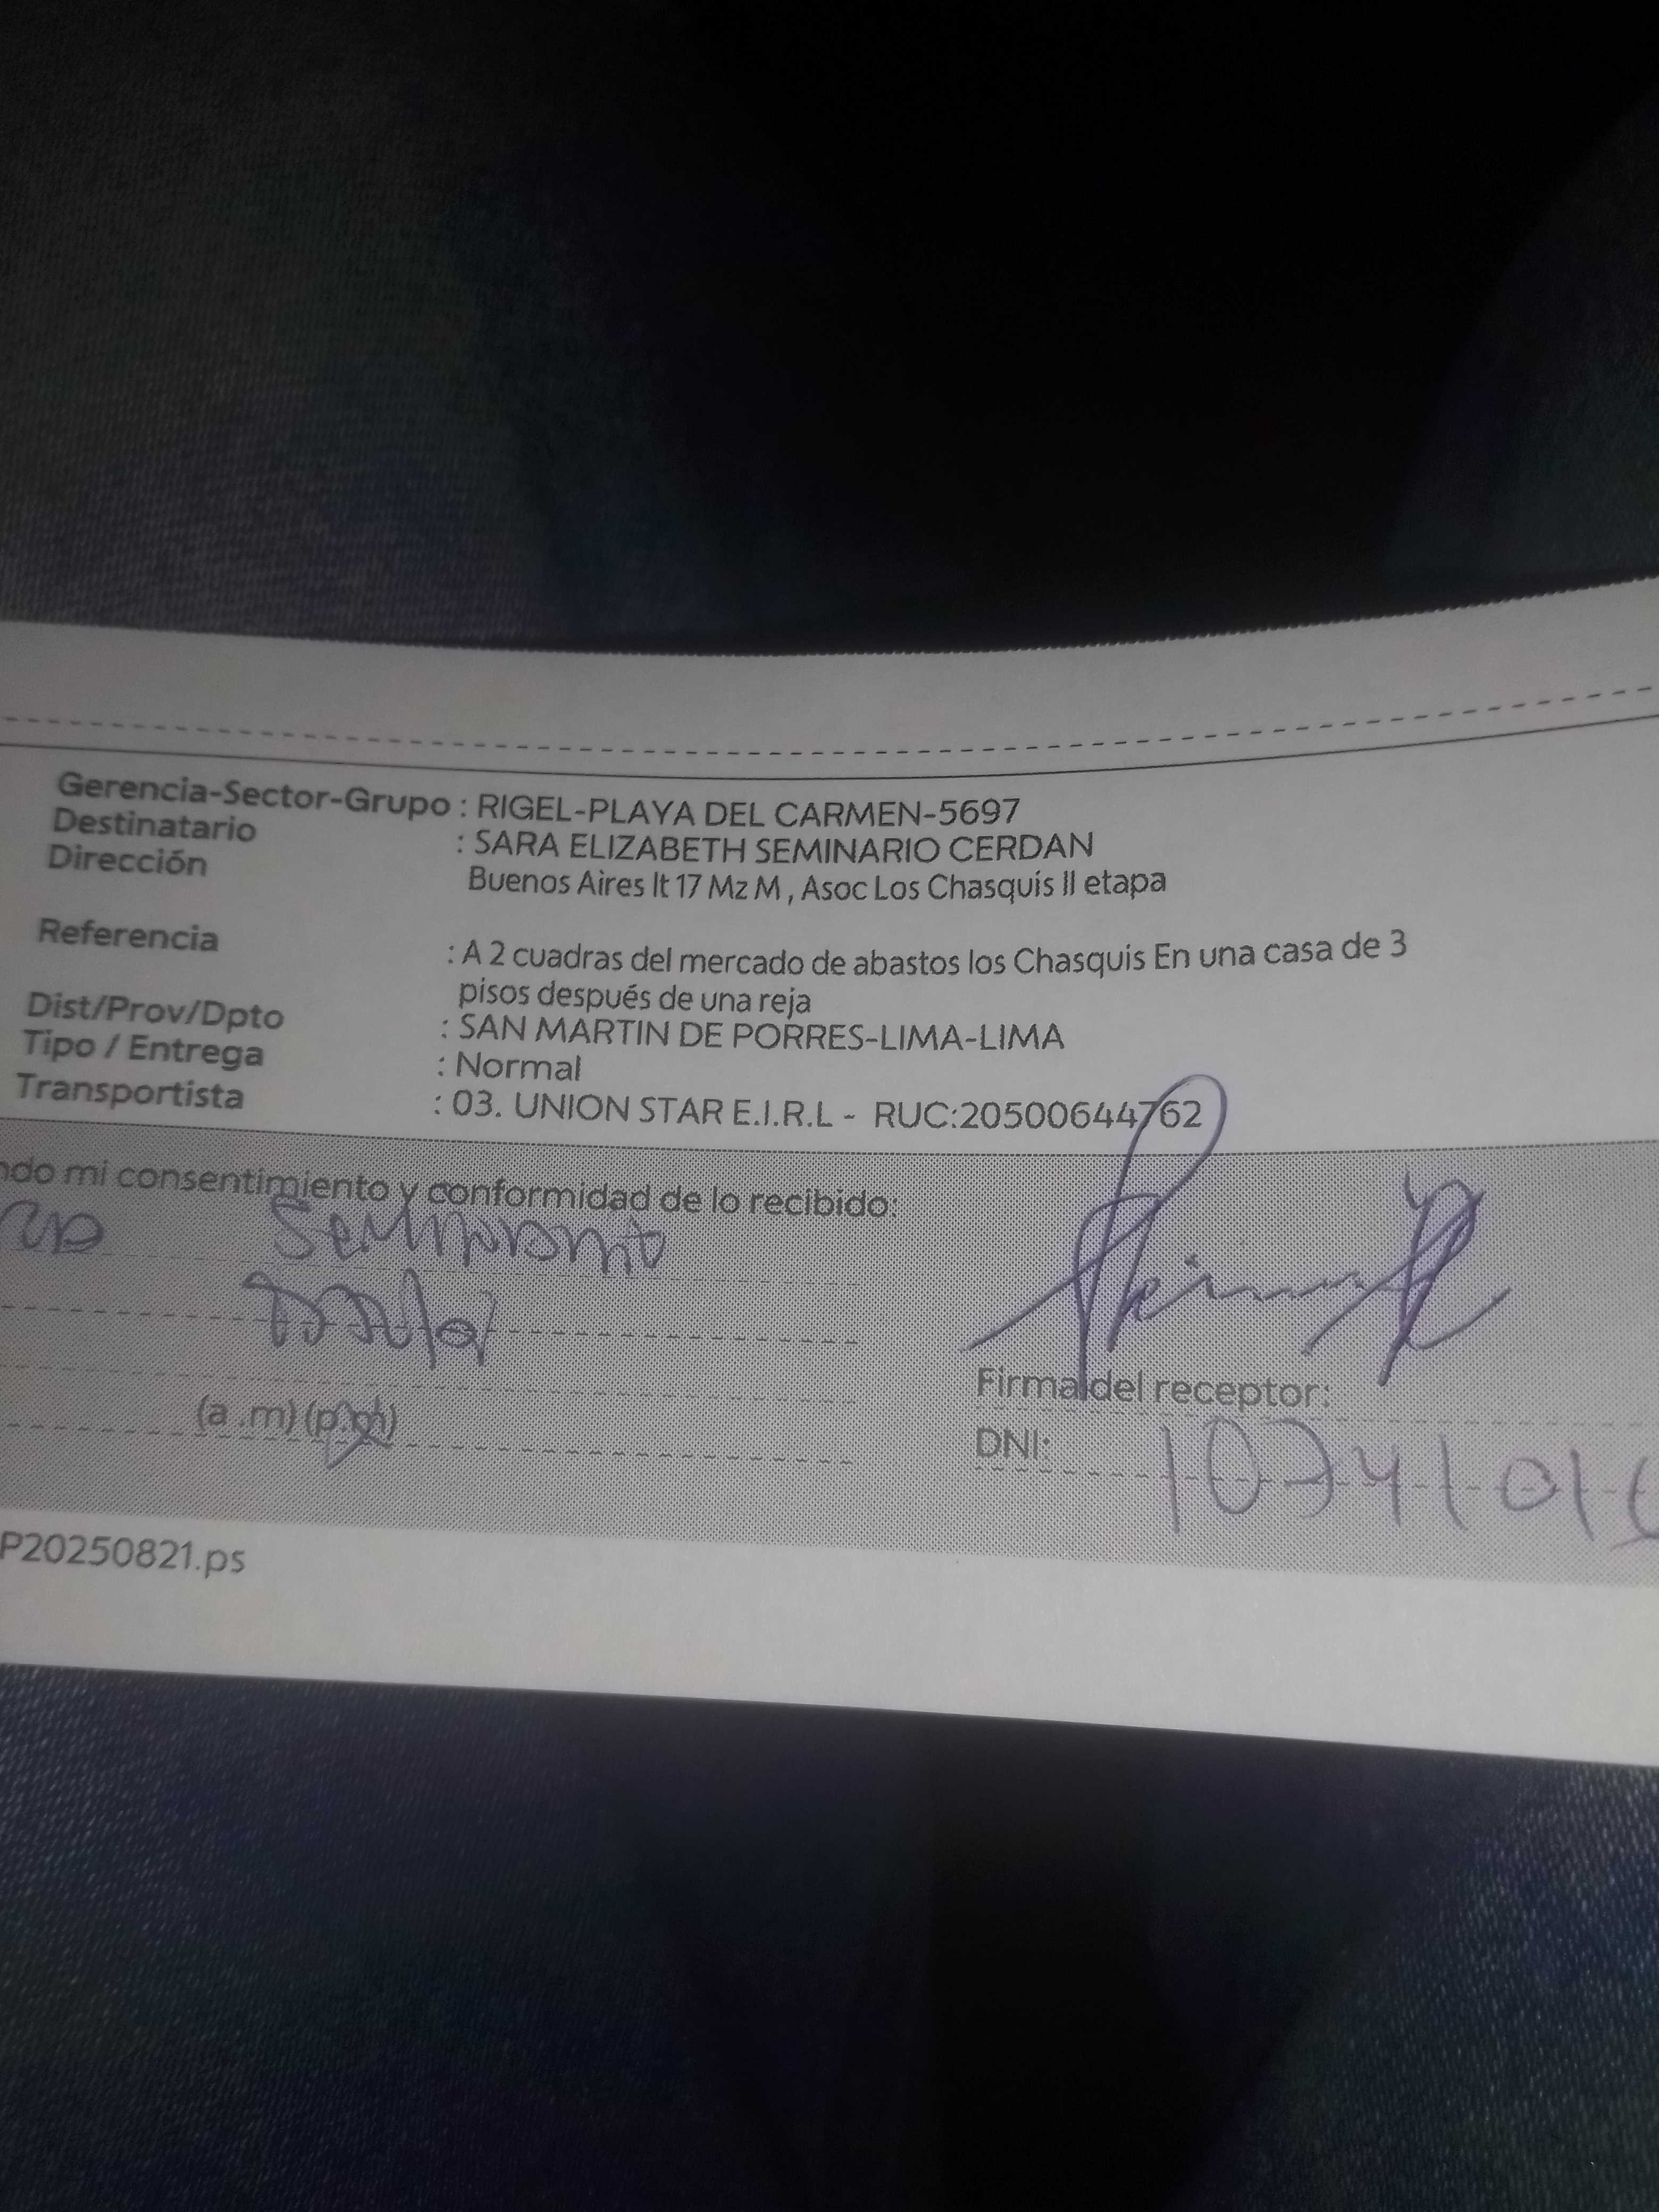 Gerencia-Sector-Grupo : RIGEL-PLAYA DEL CARMEN-5697
Destinatario : SARA ELIZABETH SEMINARIO CERDAN
Dirección Buenos Aires lt 17 Mz M , Asoc Los Chasquis II etapa
Referencia : A 2 cuadras del mercado de abastos los Chasquis En una casa de 3
pisos después de una reja
Dist/Prov/Dpto : SAN MARTIN DE PORRES-LIMA-LIMA
Tipo / Entrega : Normal
Transportista : 03. UNION STAR E.I.R.L - RUC:20500644762
ndo mi consentimiento y conformidad de lo recibido:
Firma del receptor:
(a .m) (p.m)
DNI: 1074101
P20250821.ps